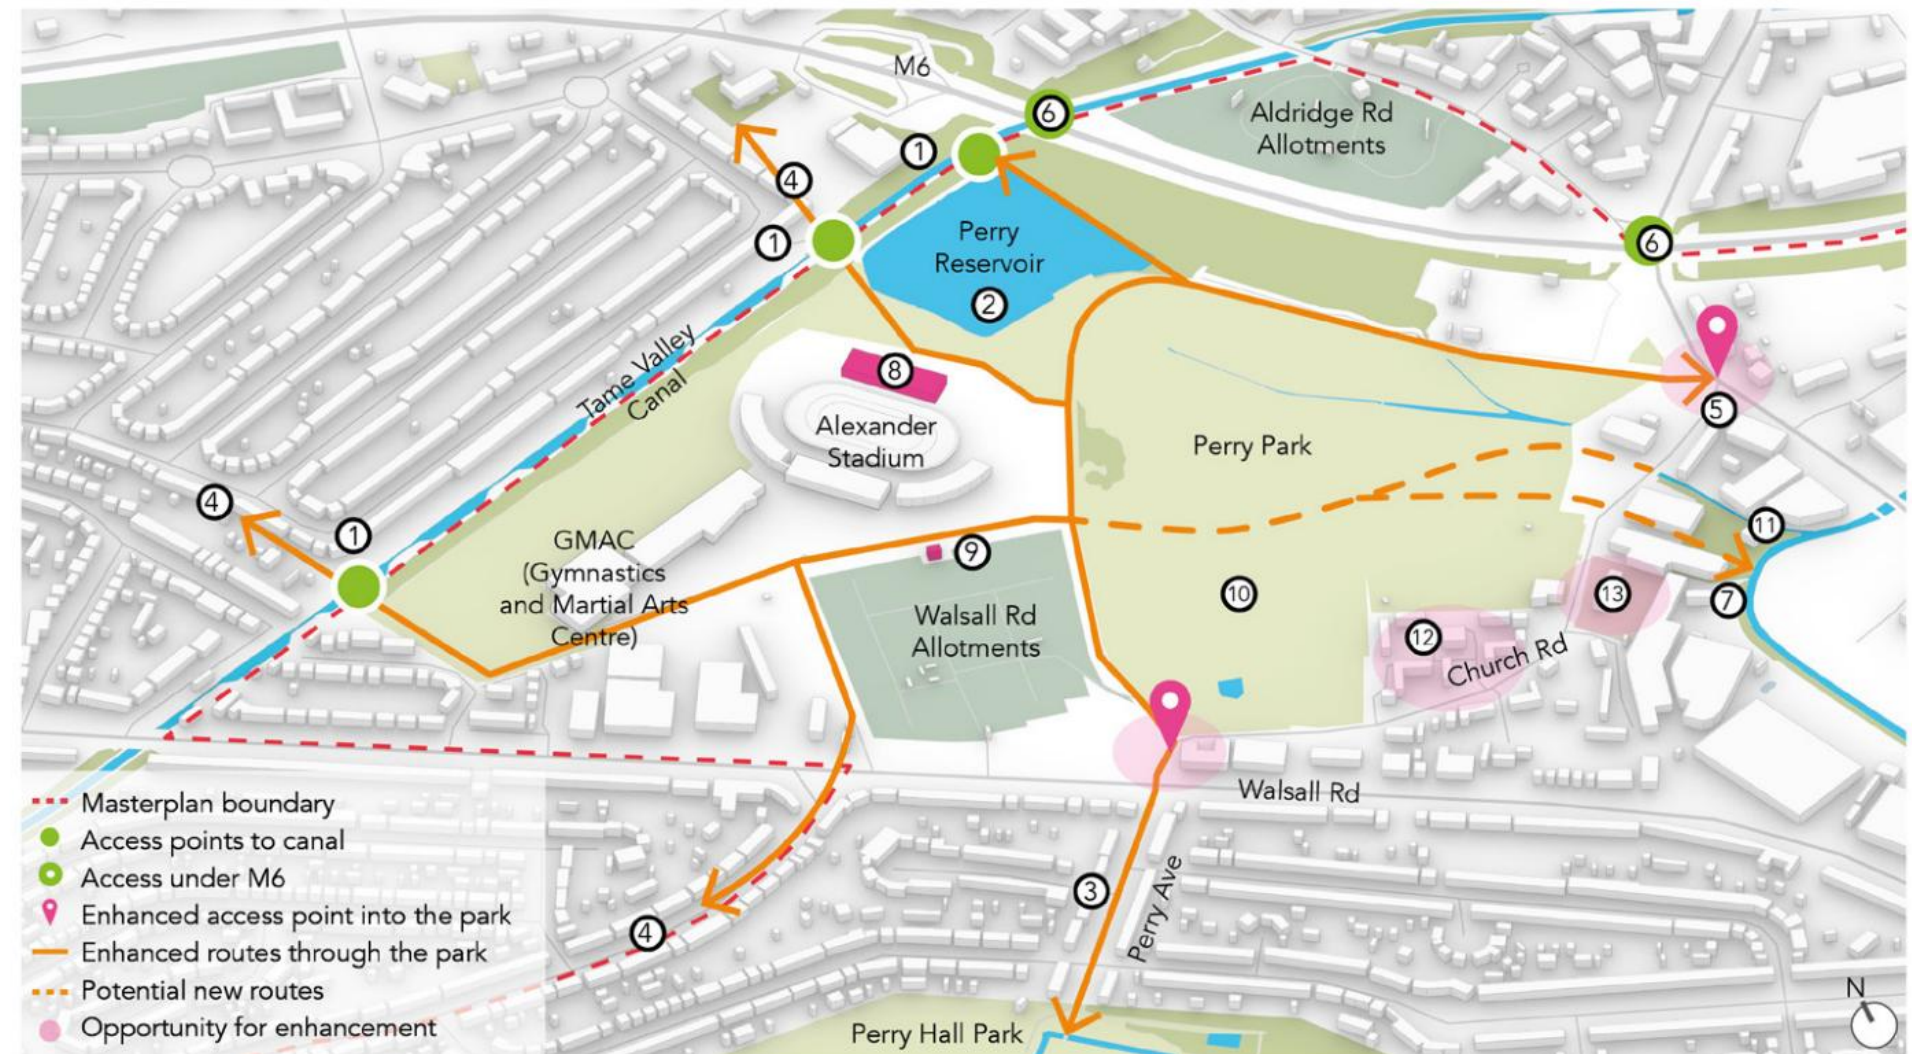 M6
6
Aldridge Rd
Allotments
1
4
1
Perry
Reservoir
2
6
Tame Valley
Canal
8
Alexander
Stadium
5
Perry Park
4
1
GMAC
(Gymnastics
and Martial Arts
Centre)
9
11
10
13
7
Walsall Rd
Allotments
12
Church Rd
Walsall Rd
3
Perry Ave
4
Masterplan boundary
Access points to canal
Access under M6
Enhanced access point into the park
Enhanced routes through the park
Potential new routes
Opportunity for enhancement
Perry Hall Park
N